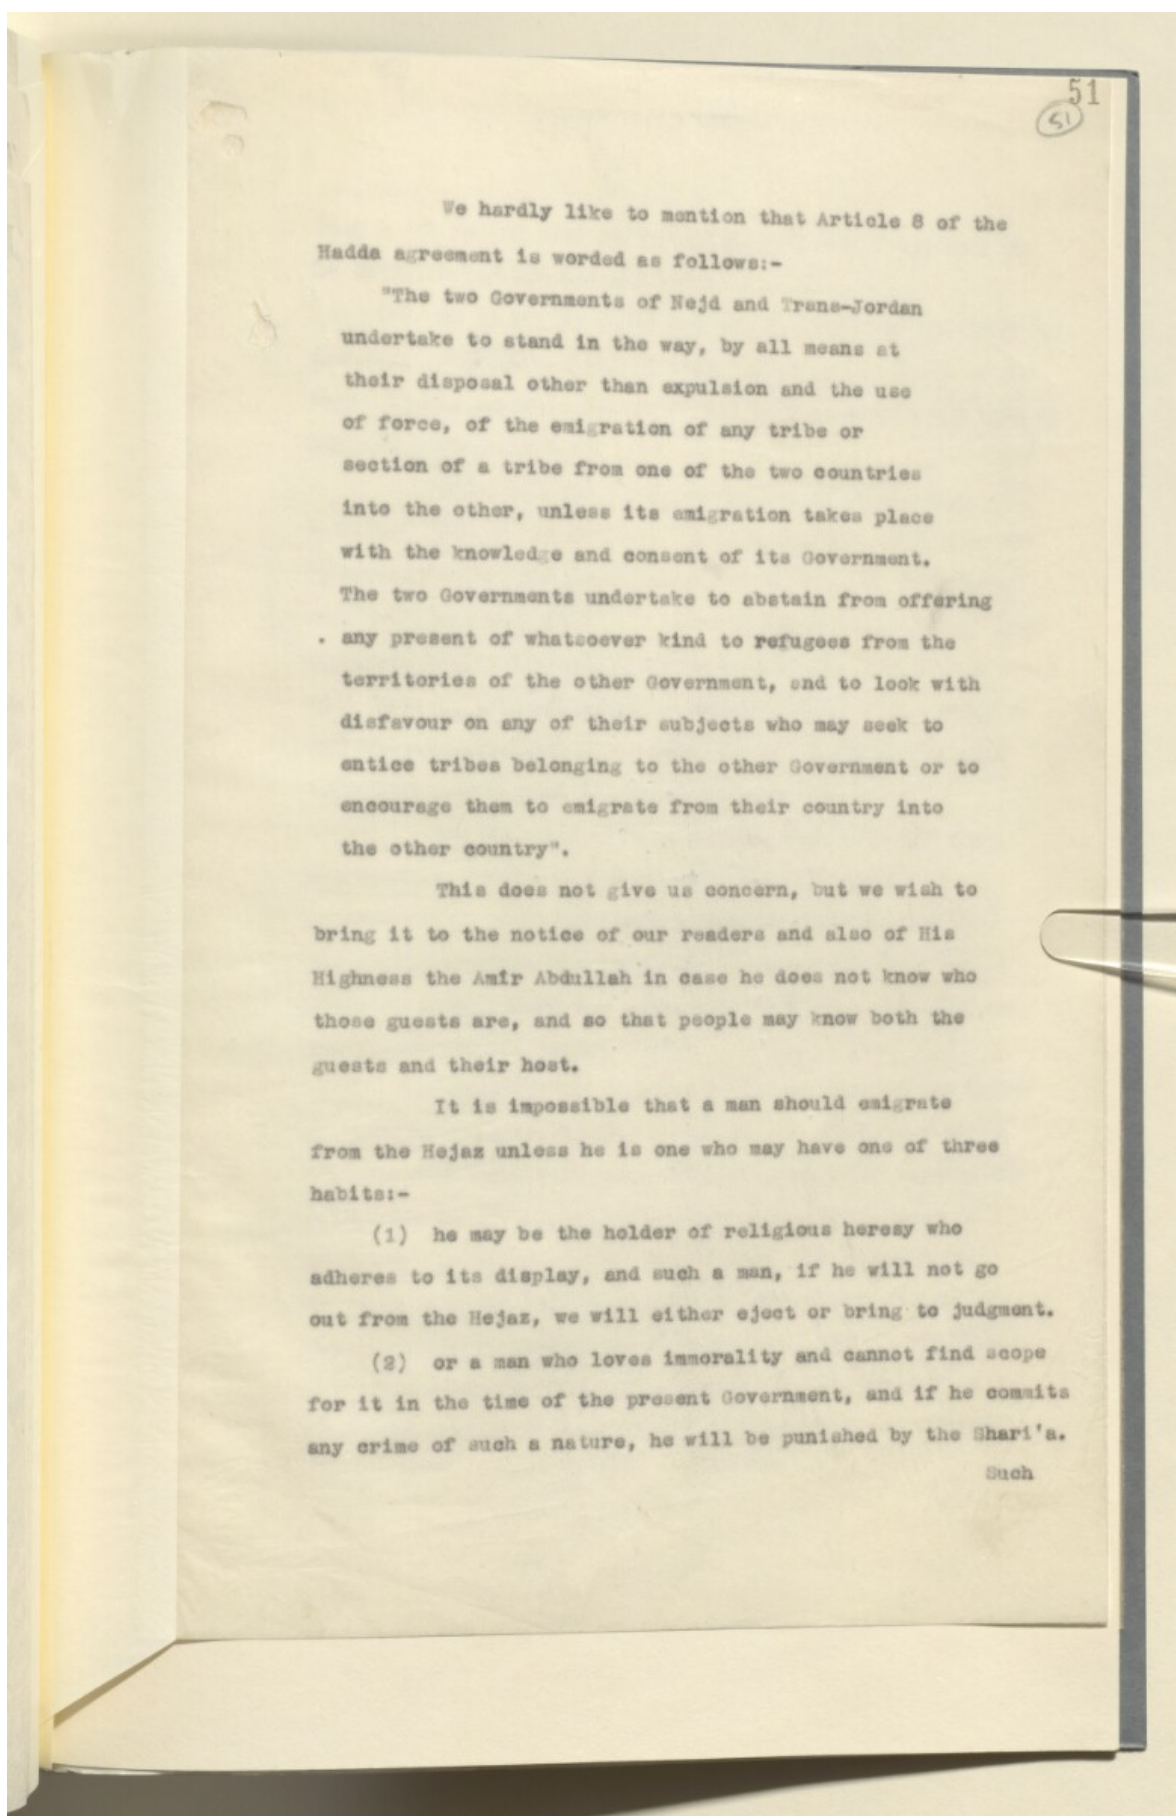 51
51
We hardly like to mention that Article 8 of the
Hadda agreement is worded as follows:-
"The two Governments of Nejd and Trans-Jordan
undertake to stand in the way, by all means at
their disposal other than expulsion and the use
of force, of the emigration of any tribe or
section of a tribe from one of the two countries
into the other, unless its emigration takes place
with the knowledge and consent of its Government.
The two Governments undertake to abstain from offering
. any present of whatsoever kind to refugees from the
territories of the other Government, and to look with
disfavour on any of their subjects who may seek to
entice tribes belonging to the other Government or to
encourage them to emigrate from their country into
the other country".
This does not give us concern, but we wish to
bring it to the notice of our readers and also of His
Highness the Amir Abdullah in case he does not know who
those guests are, and so that people may know both the
guests and their host.
It is impossible that a man should emigrate
from the Hejaz unless he is one who may have one of three
habits:-
(1) he may be the holder of religious heresy who
adheres to its display, and such a man, if he will not go
out from the Hejaz, we will either eject or bring to judgment.
(2) or a man who loves immorality and cannot find scope
for it in the time of the present Government, and if he commits
any crime of such a nature, he will be punished by the Shari'a.
Such